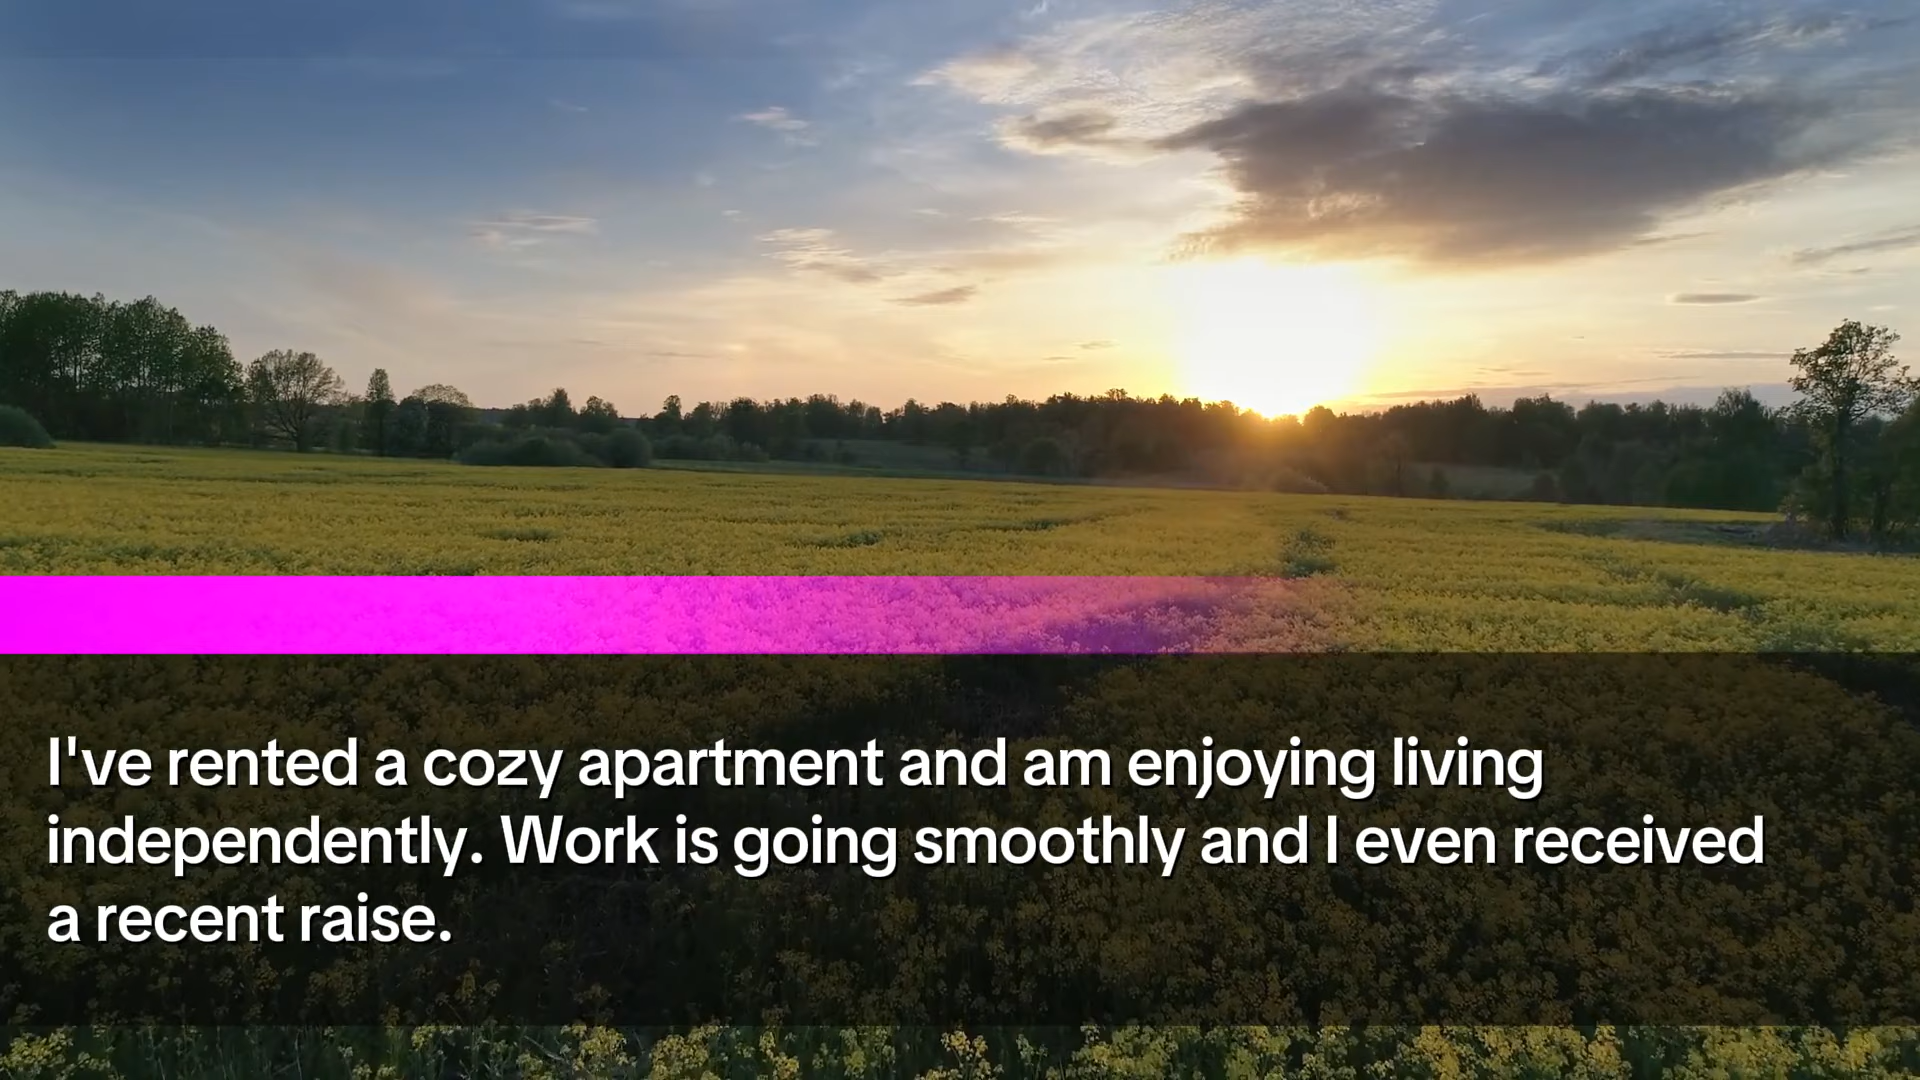 I've rented a cozy apartment and am enjoying living
independently. Work is going smoothly and I even received
a recent raise.